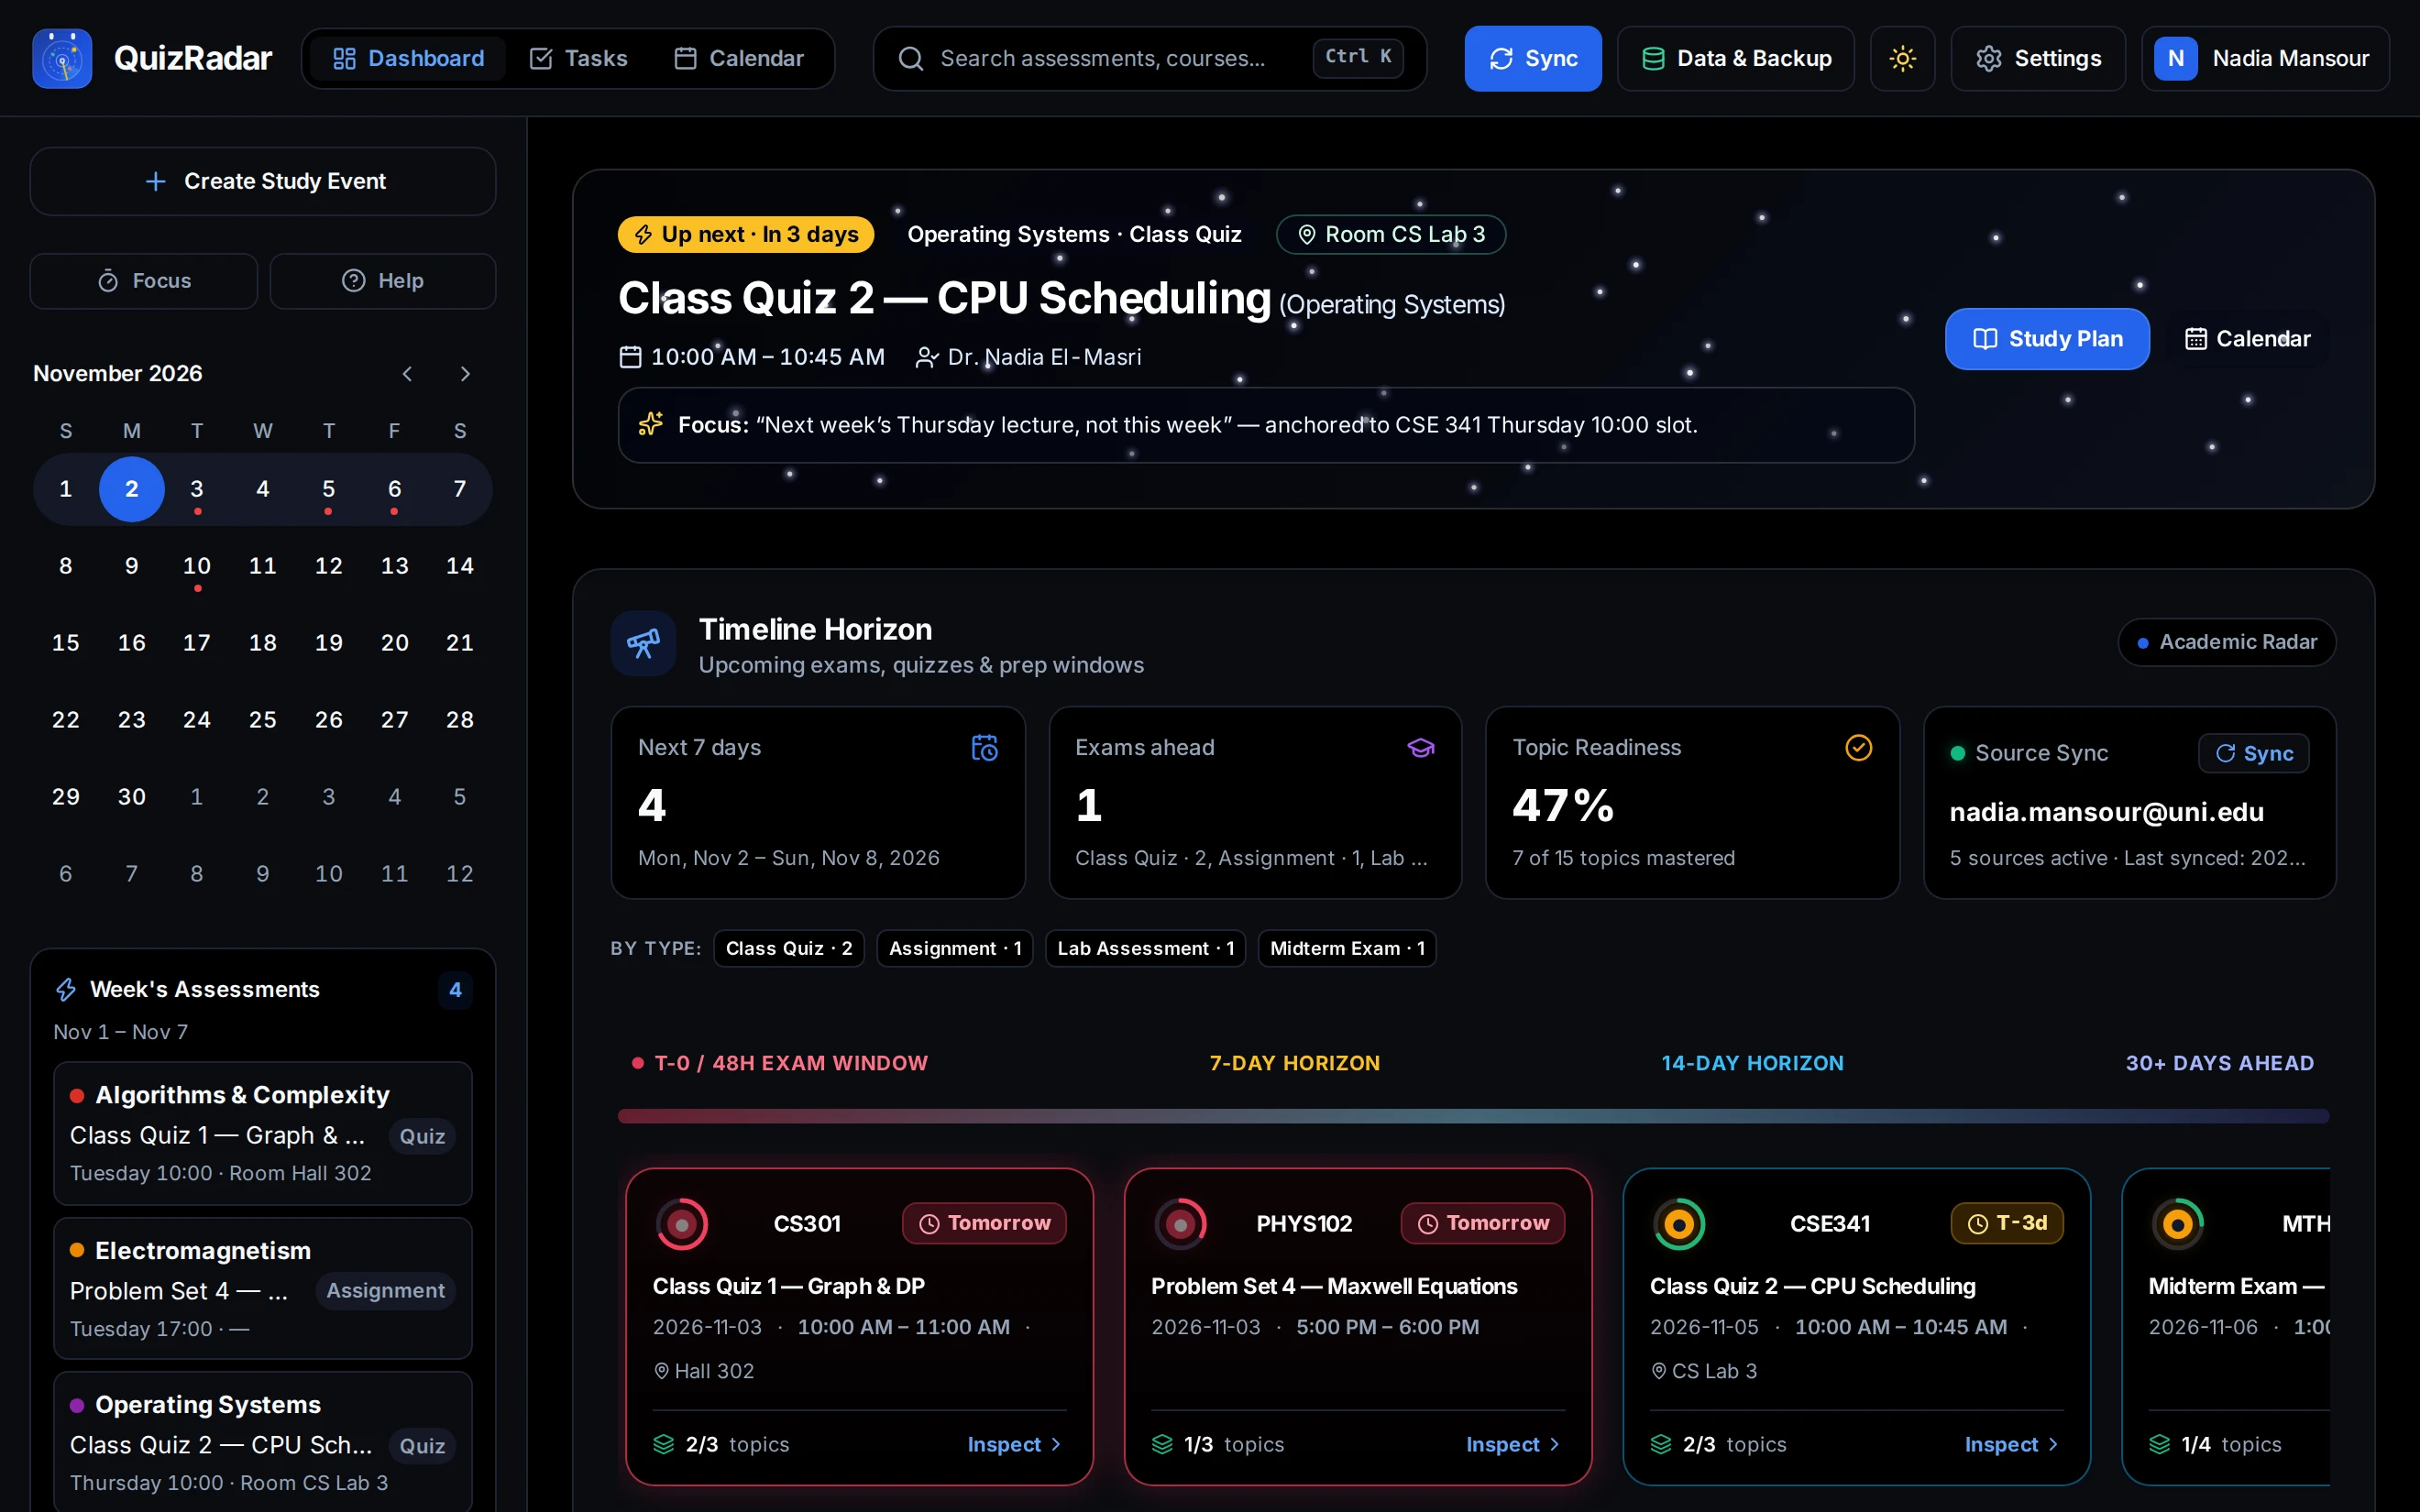 QuizRadar
Dashboard
Tasks
Calendar
Search assessments, courses...
Ctrl K
Sync
Data & Backup
Settings
N
Nadia Mansour
Create Study Event
Focus
Help
November 2026
S M T W T F S
1 2 3 4 5 6 7
8 9 10 11 12 13 14
15 16 17 18 19 20 21
22 23 24 25 26 27 28
29 30 1 2 3 4 5
6 7 8 9 10 11 12
Week's Assessments
4
Nov 1 – Nov 7
Algorithms & Complexity
Class Quiz 1 — Graph & ...
Quiz
Tuesday 10:00 · Room Hall 302
Electromagnetism
Problem Set 4 — ...
Assignment
Tuesday 17:00 · —
Operating Systems
Class Quiz 2 — CPU Sch...
Quiz
Thursday 10:00 · Room CS Lab 3
Up next · In 3 days
Operating Systems · Class Quiz
Room CS Lab 3
Class Quiz 2 — CPU Scheduling (Operating Systems)
10:00 AM – 10:45 AM
Dr. Nadia El-Masri
Focus: “Next week’s Thursday lecture, not this week” — anchored to CSE 341 Thursday 10:00 slot.
Study Plan
Calendar
Timeline Horizon
Upcoming exams, quizzes & prep windows
Academic Radar
Next 7 days
4
Mon, Nov 2 – Sun, Nov 8, 2026
Exams ahead
1
Class Quiz · 2, Assignment · 1, Lab ...
Topic Readiness
47%
7 of 15 topics mastered
Source Sync
Sync
nadia.mansour@uni.edu
5 sources active · Last synced: 202...
BY TYPE:
Class Quiz · 2
Assignment · 1
Lab Assessment · 1
Midterm Exam · 1
T-0 / 48H EXAM WINDOW
7-DAY HORIZON
14-DAY HORIZON
30+ DAYS AHEAD
CS301
Tomorrow
Class Quiz 1 — Graph & DP
2026-11-03 · 10:00 AM – 11:00 AM ·
Hall 302
2/3 topics
Inspect
PHYS102
Tomorrow
Problem Set 4 — Maxwell Equations
2026-11-03 · 5:00 PM – 6:00 PM
1/3 topics
Inspect
CSE341
T-3d
Class Quiz 2 — CPU Scheduling
2026-11-05 · 10:00 AM – 10:45 AM ·
CS Lab 3
2/3 topics
Inspect
MTH
Midterm Exam —
2026-11-06 · 1:00
1/4 topics